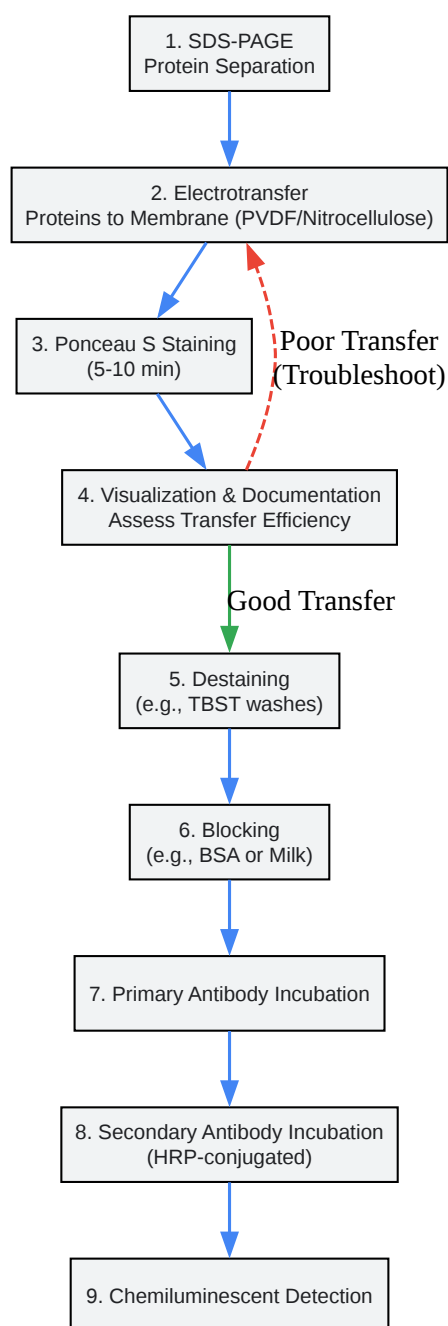 1. SDS-PAGE
Protein Separation
2. Electrotransfer
Proteins to Membrane (PVDF/Nitrocellulose)
3. Ponceau S Staining
(5-10 min)
Poor Transfer
(Troubleshoot)
4. Visualization & Documentation
Assess Transfer Efficiency
Good Transfer
5. Destaining
(e.g., TBST washes)
6. Blocking
(e.g., BSA or Milk)
7. Primary Antibody Incubation
8. Secondary Antibody Incubation
(HRP-conjugated)
9. Chemiluminescent Detection